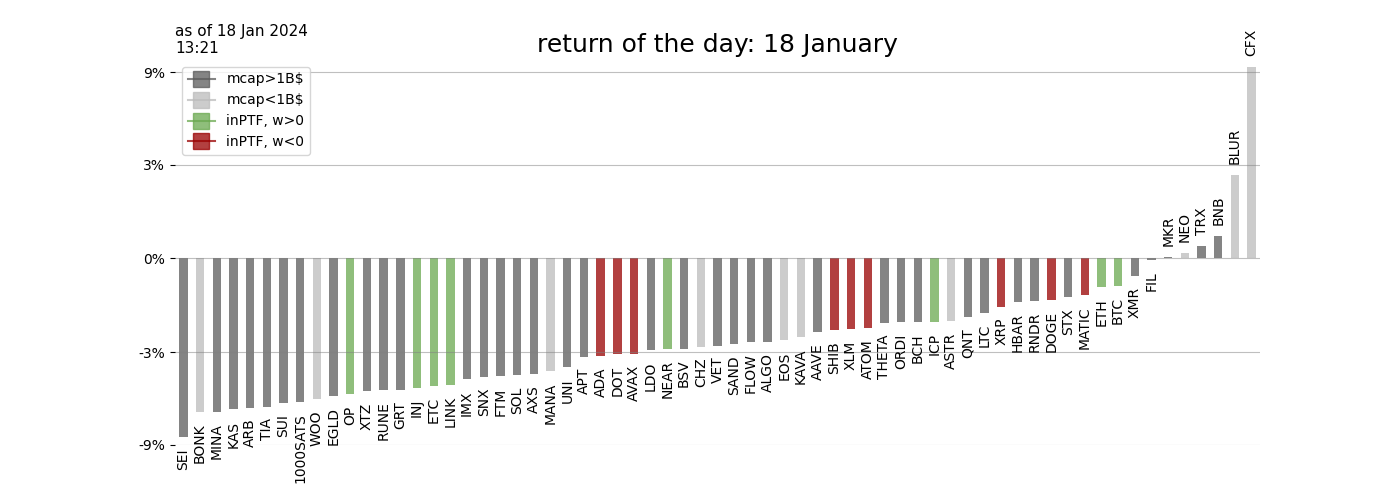 as of 18 Jan 2024
13:21
return of the day: 18 January
mcap>1B$
mcap<1B$
inPTF, w>0
inPTF, w<0
9%
3%
0%
-3%
-9%
SEI
BONK
MINA
KAS
ARB
TIA
SUI
1000SATS
WOO
EGLD
OP
XTZ
RUNE
GRT
INJ
ETC
LINK
IMX
SNX
FTM
SOL
AXS
MANA
UNI
APT
ADA
DOT
AVAX
LDO
NEAR
BSV
CHZ
VET
SAND
FLOW
ALGO
EOS
KAVA
AAVE
SHIB
XLM
ATOM
THETA
ORDI
BCH
ICP
ASTR
QNT
LTC
XRP
HBAR
RNDR
DOGE
STX
MATIC
ETH
BTC
XMR
FIL
MKR
NEO
TRX
BNB
BLUR
CFX